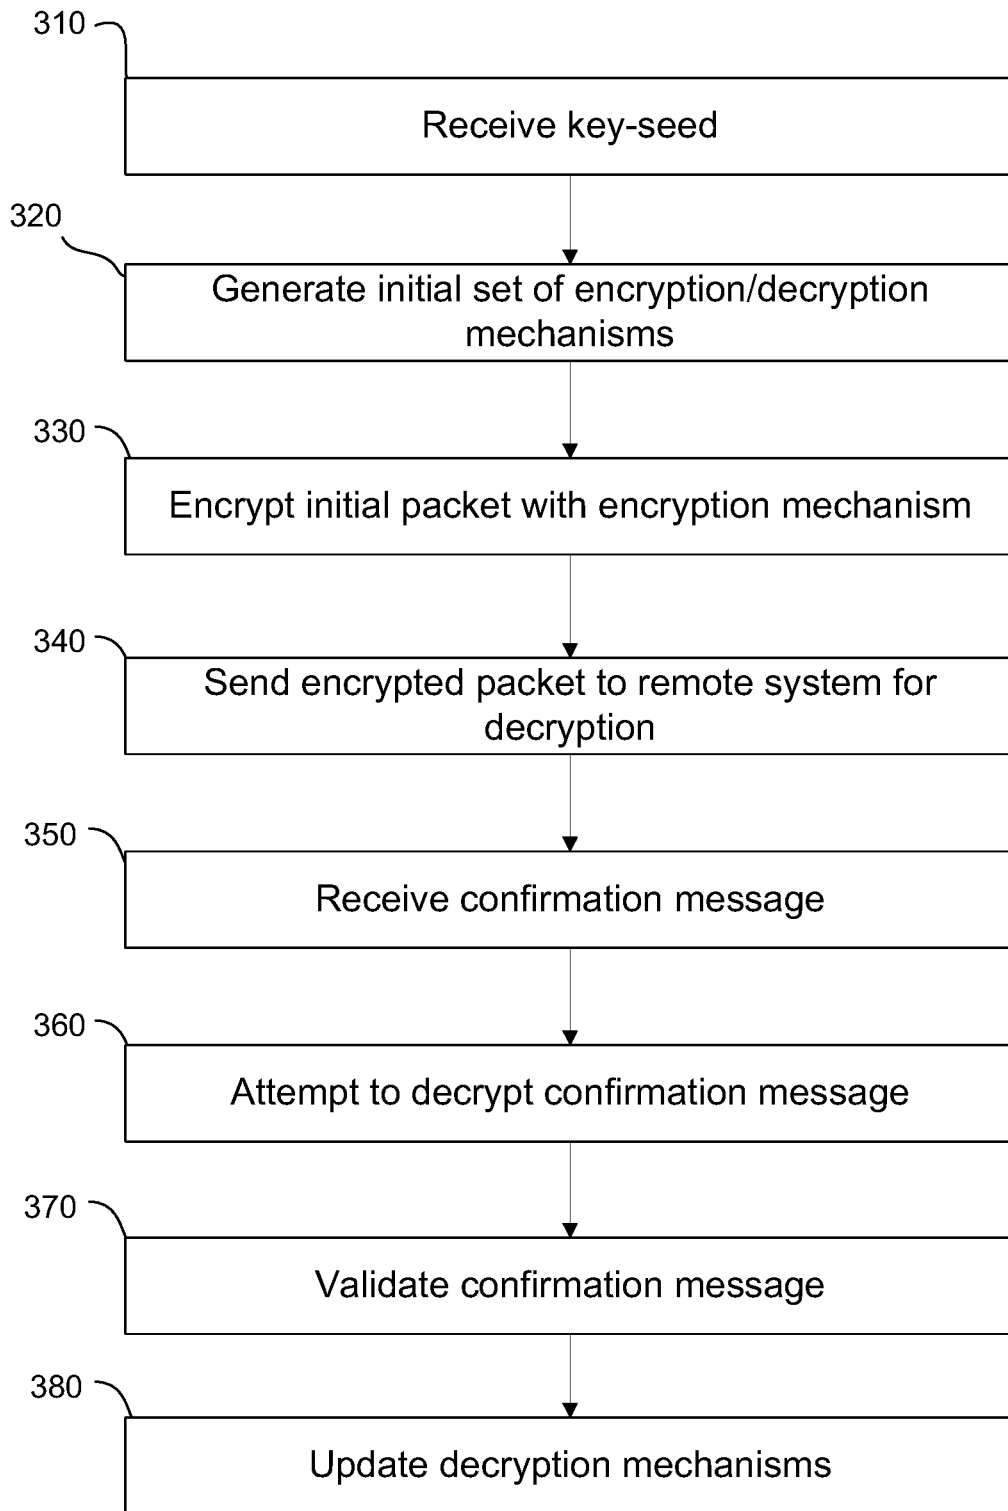 310
Receive key-seed
320
Generate initial set of encryption/decryption
mechanisms
330
Encrypt initial packet with encryption mechanism
340
Send encrypted packet to remote system for
decryption
350
Receive confirmation message
360
Attempt to decrypt confirmation message
370
Validate confirmation message
380
Update decryption mechanisms